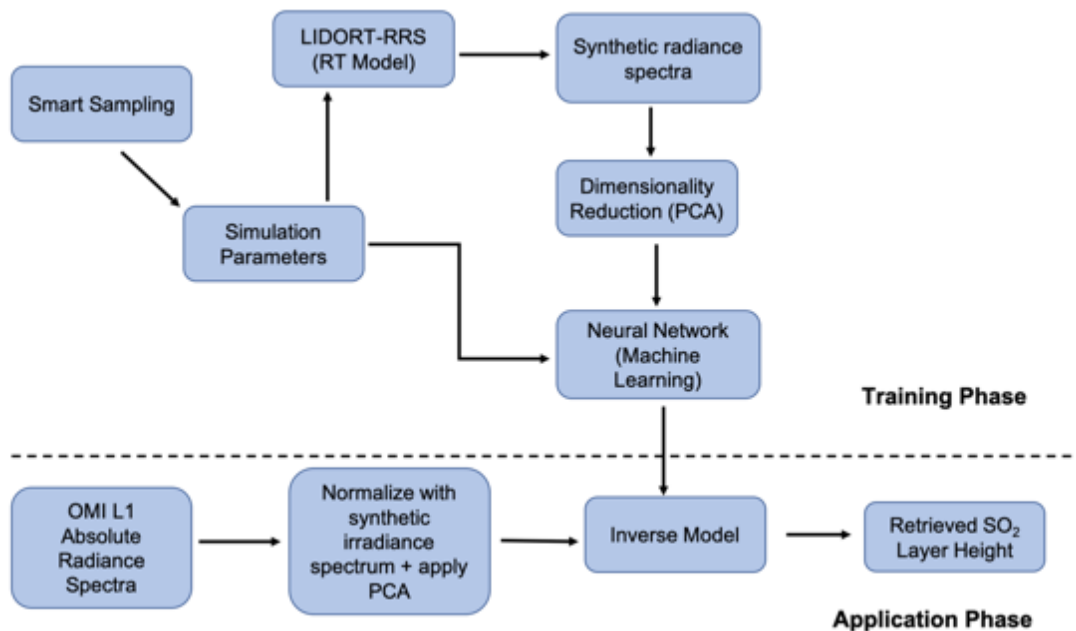 LIDORT-RRS
(RT Model)
Synthetic radiance
spectra
Smart Sampling
Dimensionality
Reduction (PCA)
Simulation
Parameters
Neural Network
(Machine
Learning)
Training Phase
OMI L1
Absolute
Radiance
Spectra
Normalize with
synthetic
irradiance
spectrum + apply
PCA
Inverse Model
Retrieved SO₂
Layer Height
Application Phase